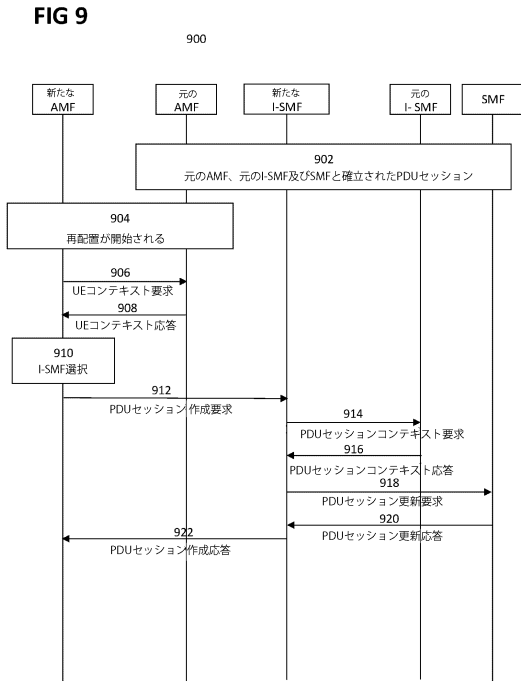 FIG 9
900
新たな
AMF
元の
AMF
新たな
I-SMF
元の
I- SMF
SMF
902
元のAMF、元のI-SMF及びSMFと確立されたPDUセッション
904
再配置が開始される
906
UEコンテキスト要求
908
UEコンテキスト応答
910
I-SMF選択
912
PDUセッション 作成要求
914
PDUセッションコンテキスト要求
916
PDUセッションコンテキスト応答
918
PDUセッション更新要求
920
PDUセッション更新応答
922
PDUセッション作成応答